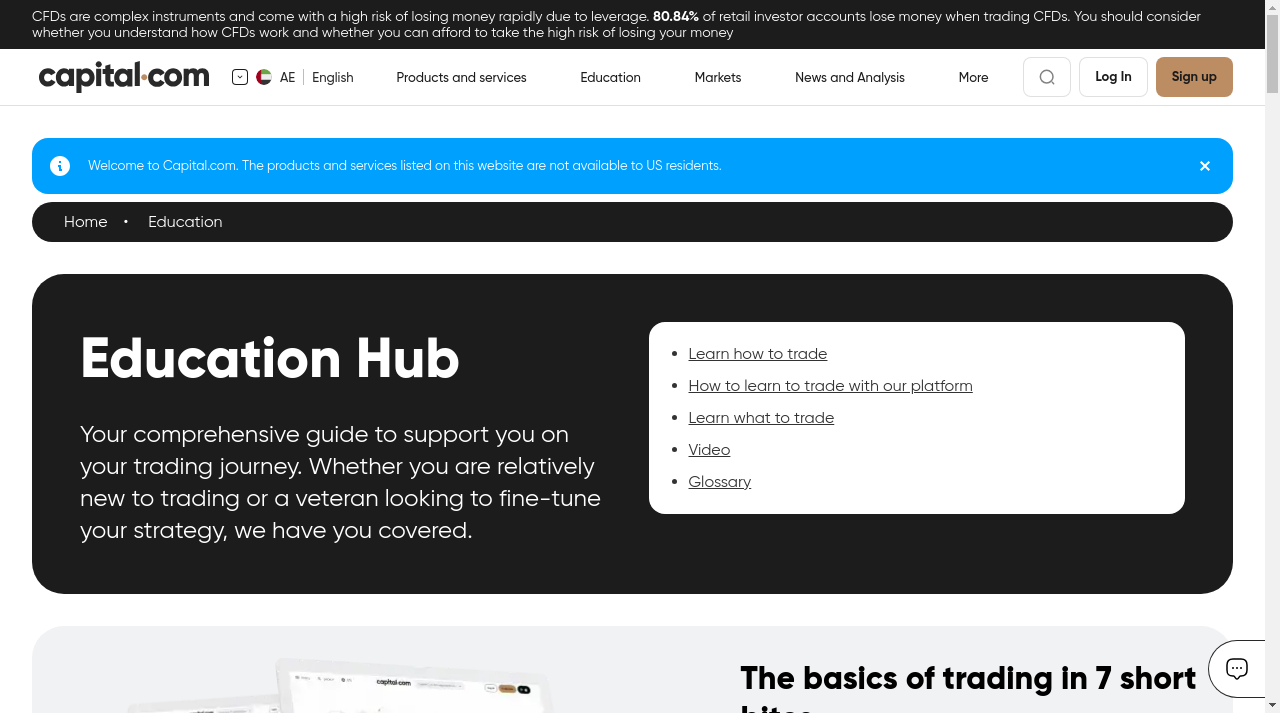 CFDs are complex instruments and come with a high risk of losing money rapidly due to leverage. 80.84% of retail investor accounts lose money when trading CFDs. You should consider
whether you understand how CFDs work and whether you can afford to take the high risk of losing your money
capital.com AE English Products and services Education Markets News and Analysis More Log In Sign up
Welcome to Capital.com. The products and services listed on this website are not available to US residents.
Home • Education
Education Hub
Your comprehensive guide to support you on
your trading journey. Whether you are relatively
new to trading or a veteran looking to fine-tune
your strategy, we have you covered.
Learn how to trade
How to learn to trade with our platform
Learn what to trade
Video
Glossary
capital.com
The basics of trading in 7 short